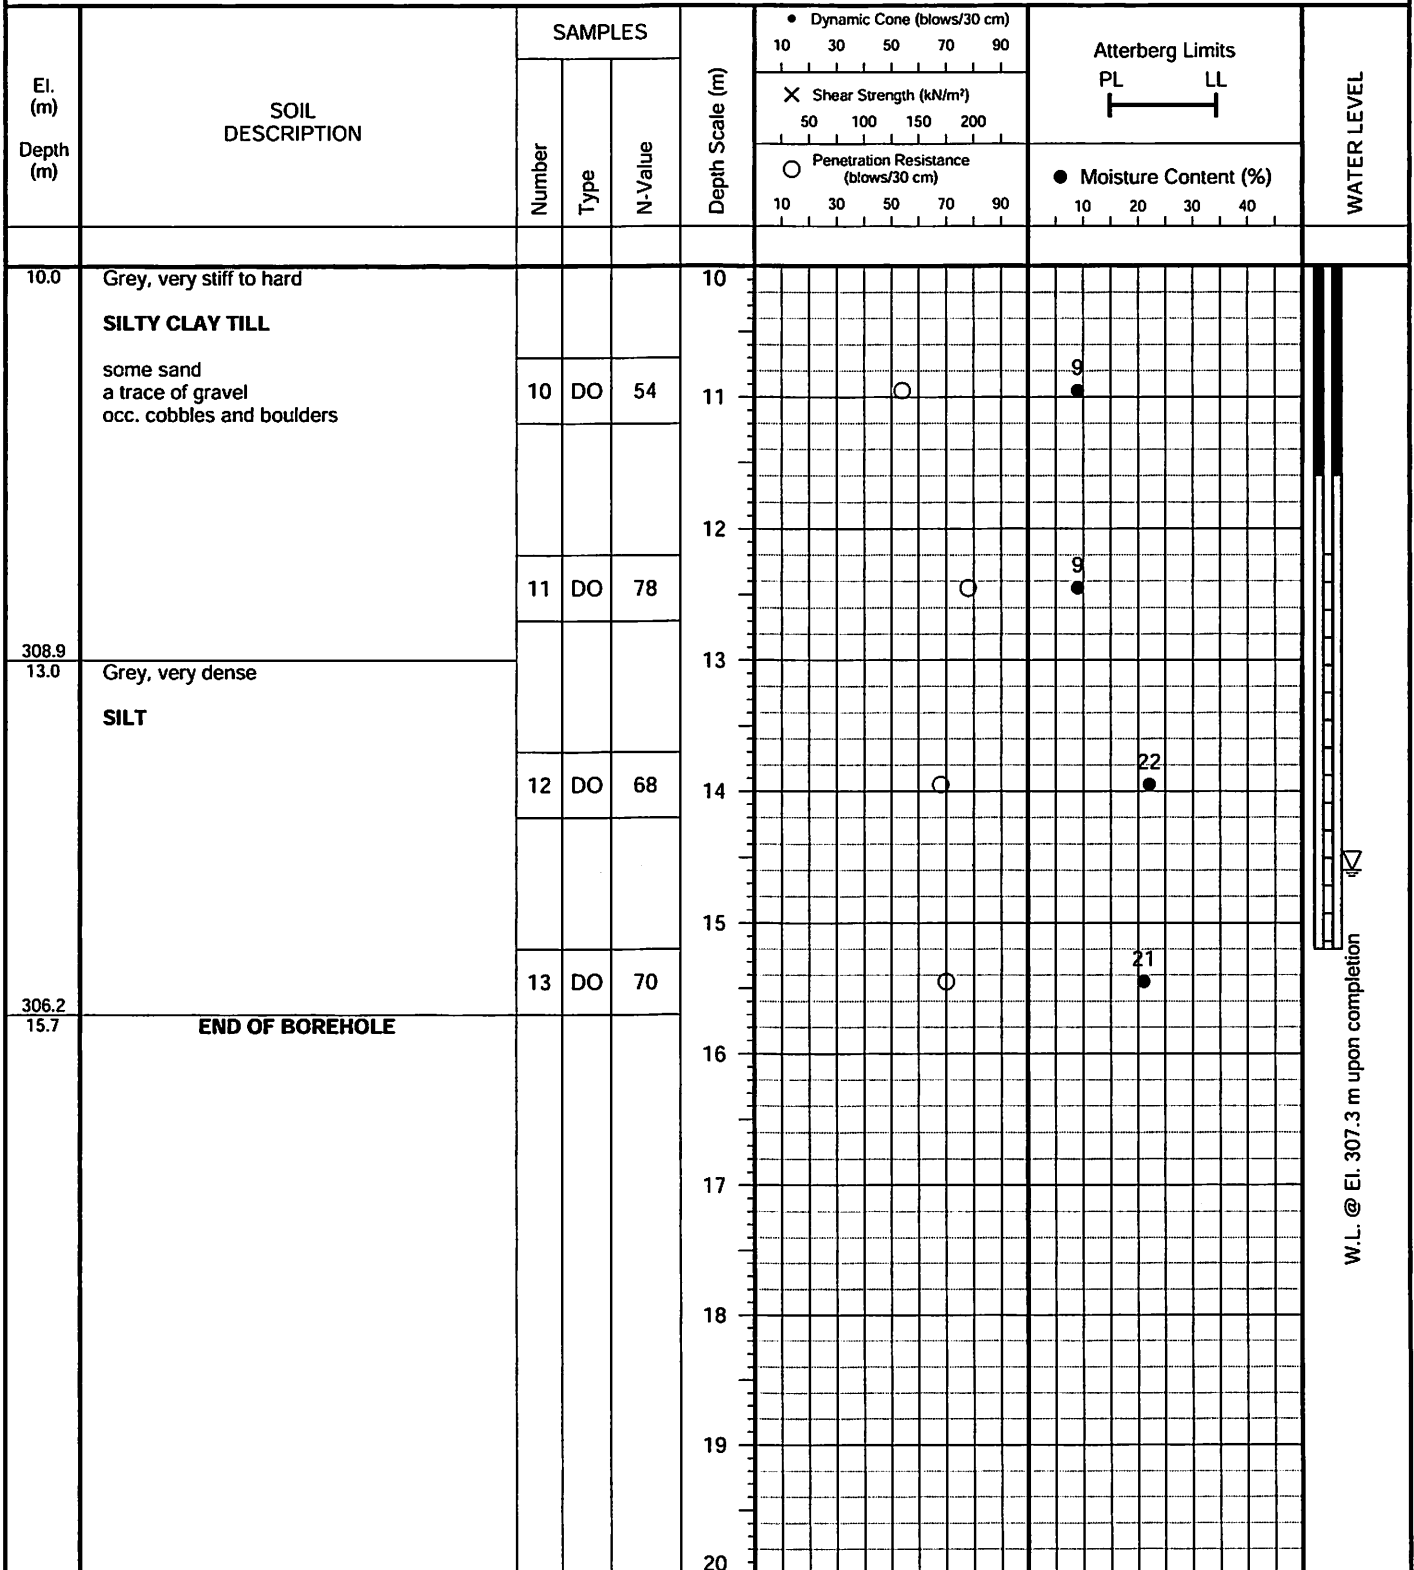 El.
(m)
Depth
(m)
SOIL
DESCRIPTION
SAMPLES
Number
Type
N-Value
Depth Scale (m)
● Dynamic Cone (blows/30 cm)
10 30 50 70 90
✕ Shear Strength (kN/m²)
50 100 150 200
○ Penetration Resistance
(blows/30 cm)
10 30 50 70 90
Atterberg Limits
PL LL
● Moisture Content (%)
10 20 30 40
WATER LEVEL
10.0 Grey, very stiff to hard
SILTY CLAY TILL
some sand
a trace of gravel
occ. cobbles and boulders
10 DO 54
11 DO 78
308.9
13.0 Grey, very dense
SILT
12 DO 68
13 DO 70
306.2
15.7 END OF BOREHOLE
10
11
12
13
14
15
16
17
18
19
20
9
9
22
21
W.L. @ El. 307.3 m upon completion